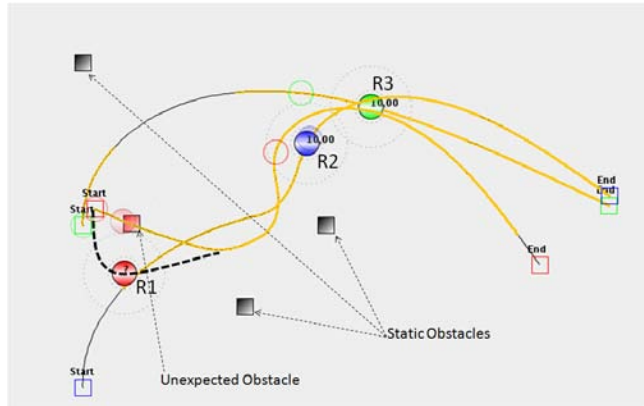 R3
10,00
10,00
R2
End
End
Start
Start
End
?
R1
Static Obstacles
Start
Unexpected Obstacle